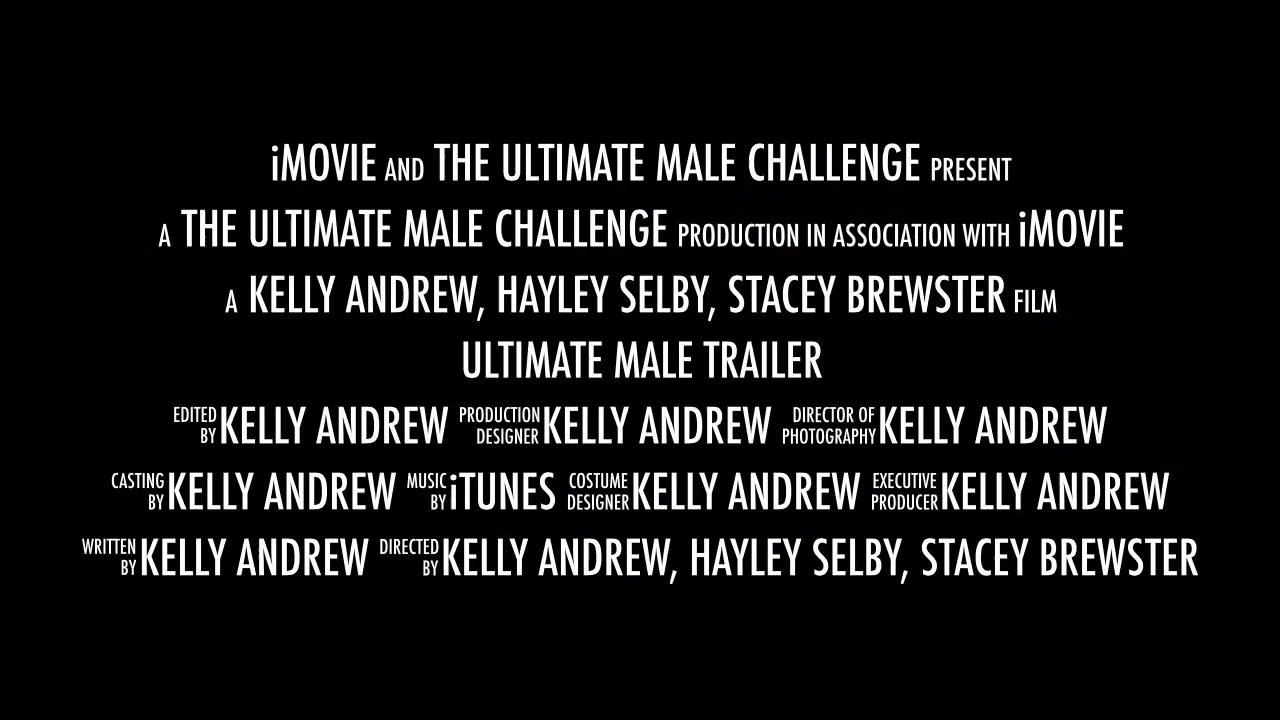 iMOVIE AND THE ULTIMATE MALE CHALLENGE PRESENT
A THE ULTIMATE MALE CHALLENGE PRODUCTION IN ASSOCIATION WITH iMOVIE
A KELLY ANDREW, HAYLEY SELBY, STACEY BREWSTER FILM
ULTIMATE MALE TRAILER
EDITED BY KELLY ANDREW PRODUCTION DESIGNER KELLY ANDREW DIRECTOR OF PHOTOGRAPHY KELLY ANDREW
CASTING BY KELLY ANDREW MUSIC BY iTUNES COSTUME DESIGNER KELLY ANDREW EXECUTIVE PRODUCER KELLY ANDREW
WRITTEN BY KELLY ANDREW DIRECTED BY KELLY ANDREW, HAYLEY SELBY, STACEY BREWSTER